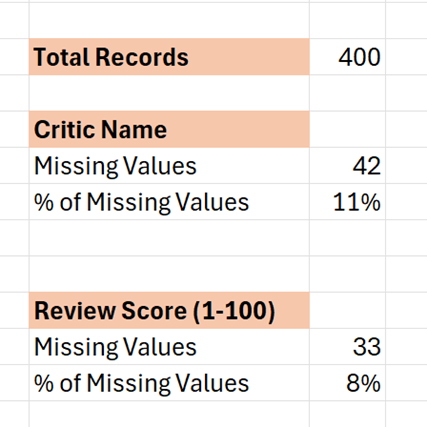 Total Records 400
Critic Name
Missing Values 42
% of Missing Values 11%
Review Score (1-100)
Missing Values 33
% of Missing Values 8%